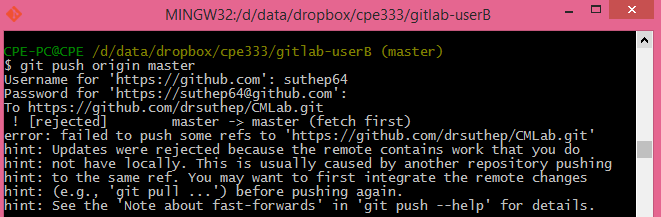 MINGW32:/d/data/dropbox/cpe333/gitlab-userB
CPE-PC@CPE /d/data/dropbox/cpe333/gitlab-userB (master)
$ git push origin master
Username for 'https://github.com': suthep64
Password for 'https://suthep64@github.com':
To https://github.com/drsuthep/CMLab.git
 ! [rejected]        master -> master (fetch first)
error: failed to push some refs to 'https://github.com/drsuthep/CMLab.git'
hint: Updates were rejected because the remote contains work that you do
hint: not have locally. This is usually caused by another repository pushing
hint: to the same ref. You may want to first integrate the remote changes
hint: (e.g., 'git pull ...') before pushing again.
hint: See the 'Note about fast-forwards' in 'git push --help' for details.